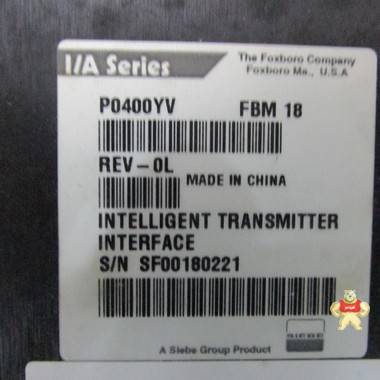 I/A Series
The Foxboro Company
Foxboro Ma., U.S.A
P0400YV FBM 18
REV-0L
MADE IN CHINA
INTELLIGENT TRANSMITTER
INTERFACE
S/N SF00180221
A Siebe Group Product
SIEBE